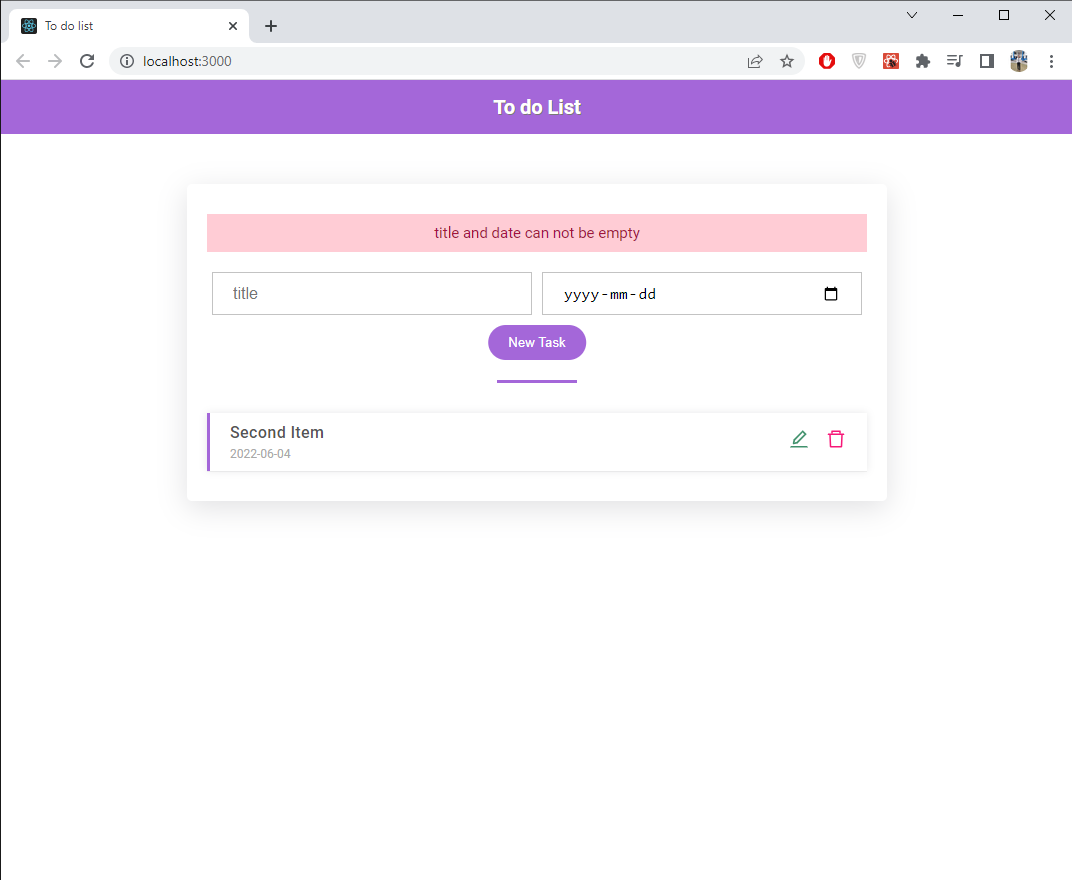 To do list
localhost:3000
To do List
title and date can not be empty
title
yyyy-mm-dd
New Task
Second Item
2022-06-04